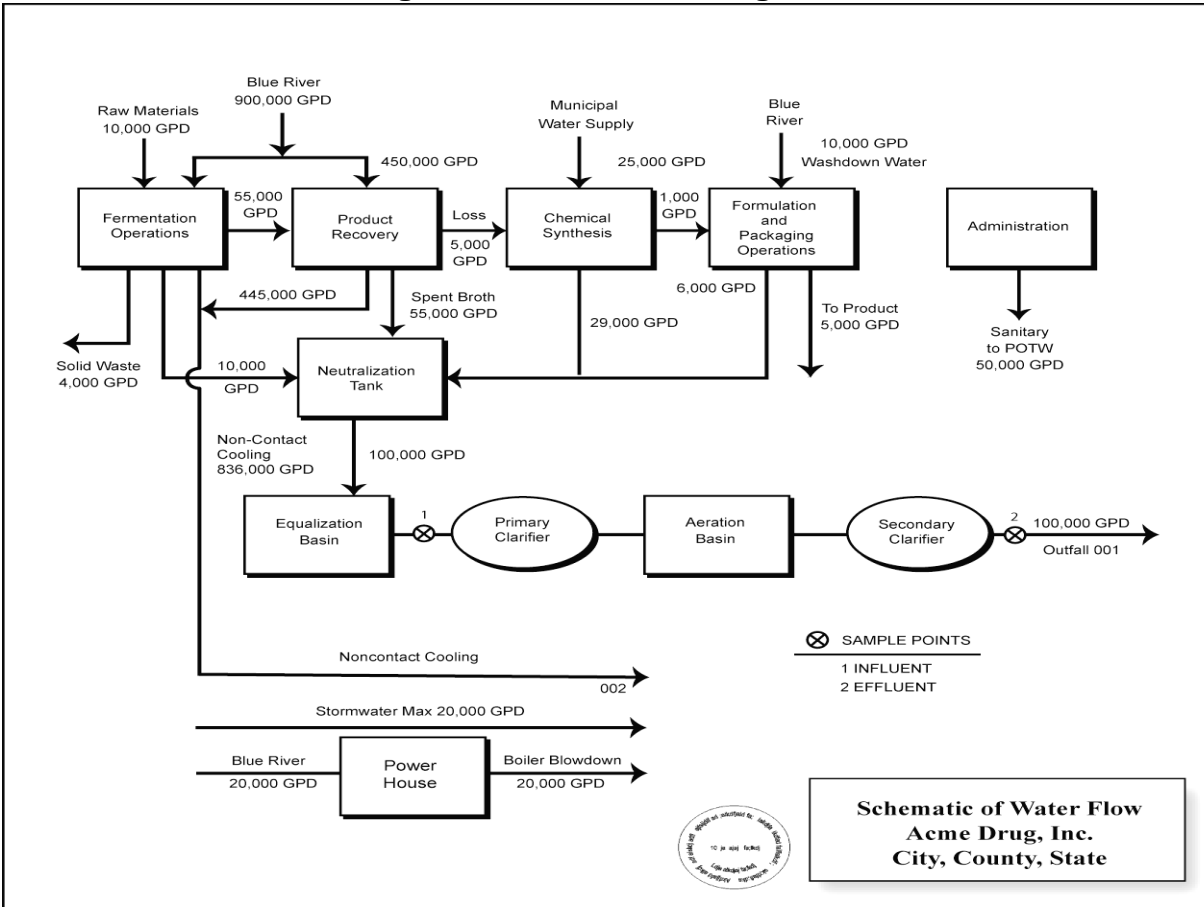 Blue River
900,000 GPD
Raw Materials
10,000 GPD
Municipal
Water Supply
Blue
River
450,000 GPD
25,000 GPD
10,000 GPD
Washdown Water
Fermentation
Operations
55,000
GPD
Product
Recovery
Loss
5,000
GPD
Chemical
Synthesis
1,000
GPD
Formulation
and
Packaging
Operations
Administration
445,000 GPD
Spent Broth
55,000 GPD
29,000 GPD
6,000 GPD
To Product
5,000 GPD
Sanitary
to POTW
50,000 GPD
Solid Waste
4,000 GPD
10,000
GPD
Neutralization
Tank
Non-Contact
Cooling
836,000 GPD
100,000 GPD
Equalization
Basin
1
Primary
Clarifier
Aeration
Basin
Secondary
Clarifier
2
100,000 GPD
Outfall 001
SAMPLE POINTS
1 INFLUENT
2 EFFLUENT
Noncontact Cooling
002
Stormwater Max 20,000 GPD
Blue River
20,000 GPD
Power
House
Boiler Blowdown
20,000 GPD
Schematic of Water Flow
Acme Drug, Inc.
City, County, State